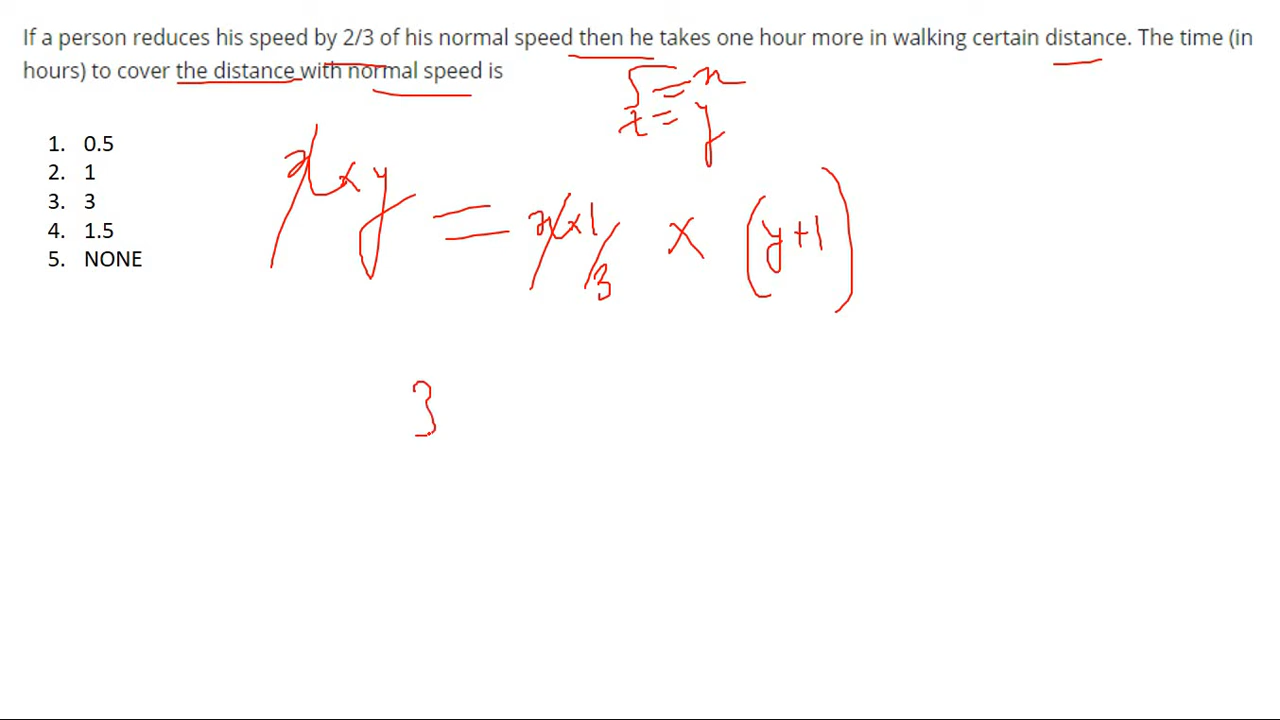 If a person reduces his speed by 2/3 of his normal speed then he takes one hour more in walking certain distance. The time (in
hours) to cover the distance with normal speed is
S = x
t = y
1. 0.5
2. 1
3. 3
4. 1.5
5. NONE
x × y = x × 1/3 × (y+1)
3